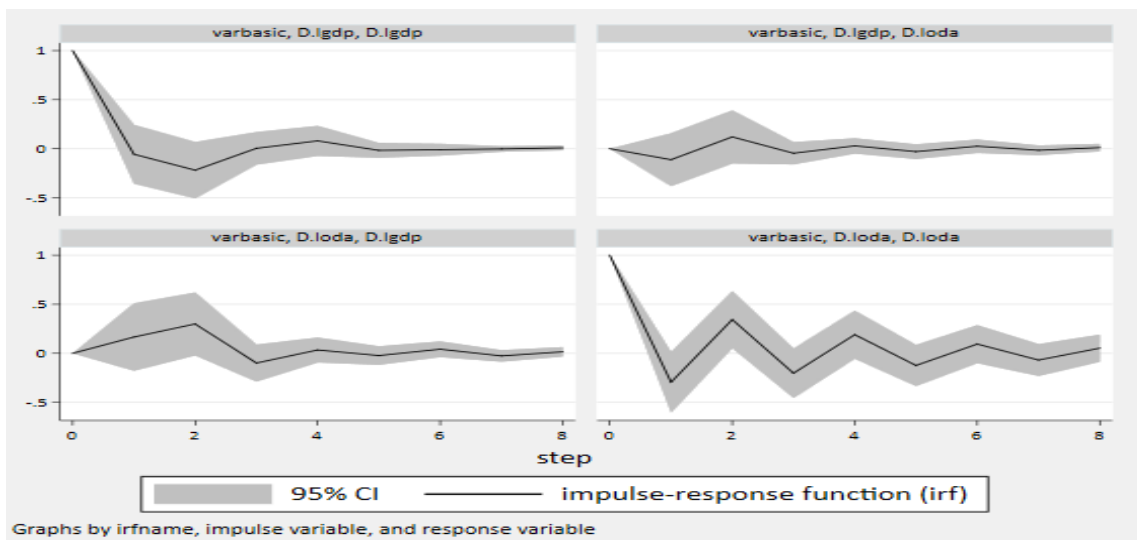 varbasic, D.lgdp, D.lgdp
varbasic, D.lgdp, D.loda
1
.5
0
-.5
varbasic, D.loda, D.lgdp
varbasic, D.loda, D.loda
1
.5
0
-.5
0 2 4 6 8
0 2 4 6 8
step
95% CI
impulse-response function (irf)
Graphs by irfname, impulse variable, and response variable